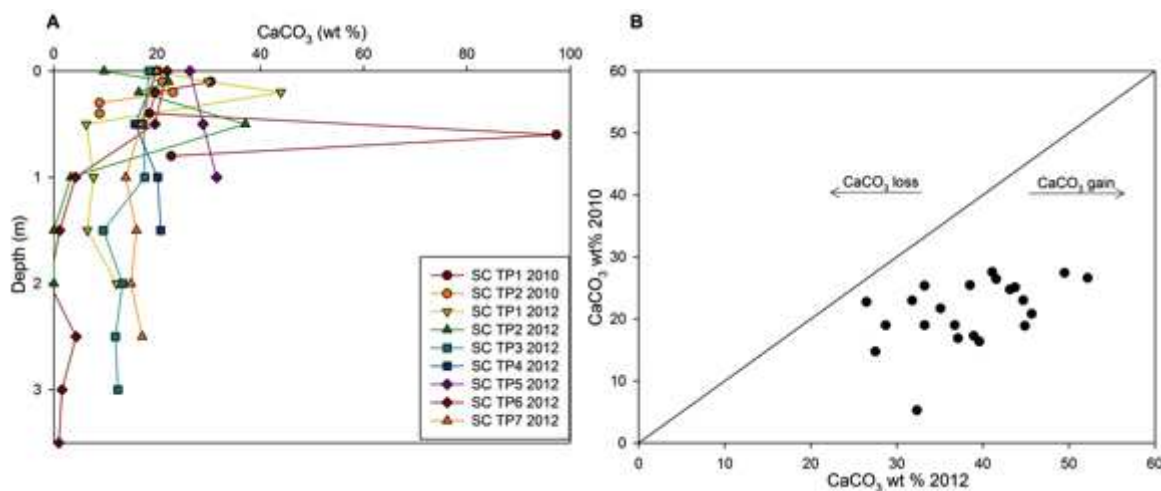 A
CaCO₃ (wt %)
0 20 40 60 80 100
0
1
2
3
Depth (m)
SC TP1 2010
SC TP2 2010
SC TP1 2012
SC TP2 2012
SC TP3 2012
SC TP4 2012
SC TP5 2012
SC TP6 2012
SC TP7 2012
B
60
50
40
30
20
10
0
CaCO₃ wt% 2010
CaCO₃ loss
CaCO₃ gain
0 10 20 30 40 50 60
CaCO₃ wt % 2012